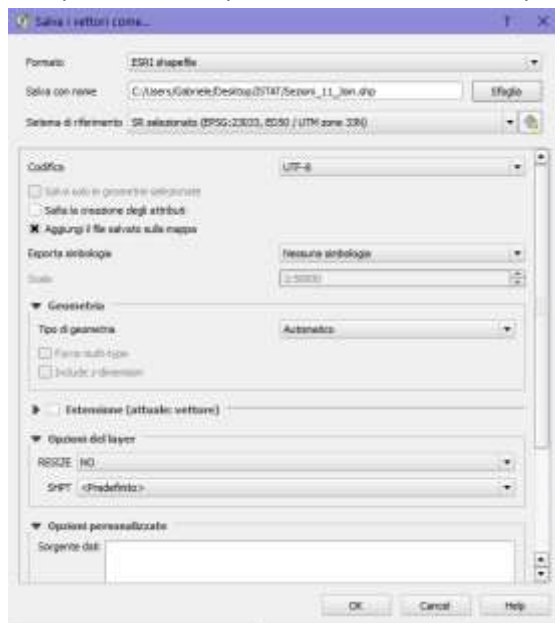 Salva i vettori come...
Formato ESRI shapefile
Salva con nome C:/Users/Gabriele/Desktop/ISTAT/Sezioni_11_Join.shp Sfoglia
Sistema di riferimento SR selezionato (EPSG:23033, ED50 / UTM zone 33N)
Codifica UTF-8
Salva solo le geometrie selezionate
Salta la creazione degli attributi
Aggiungi il file salvato sulla mappa
Esporta simbologia Nessuna simbologia
Scala 1:50000
Geometria
Tipo di geometria Automatico
Forza multi-type
Include z-dimension
Estensione (attuale: vettore)
Opzioni del layer
RESIZE NO
SHPT <Predefinito>
Opzioni personalizzate
Sorgente dati
OK Cancel Help